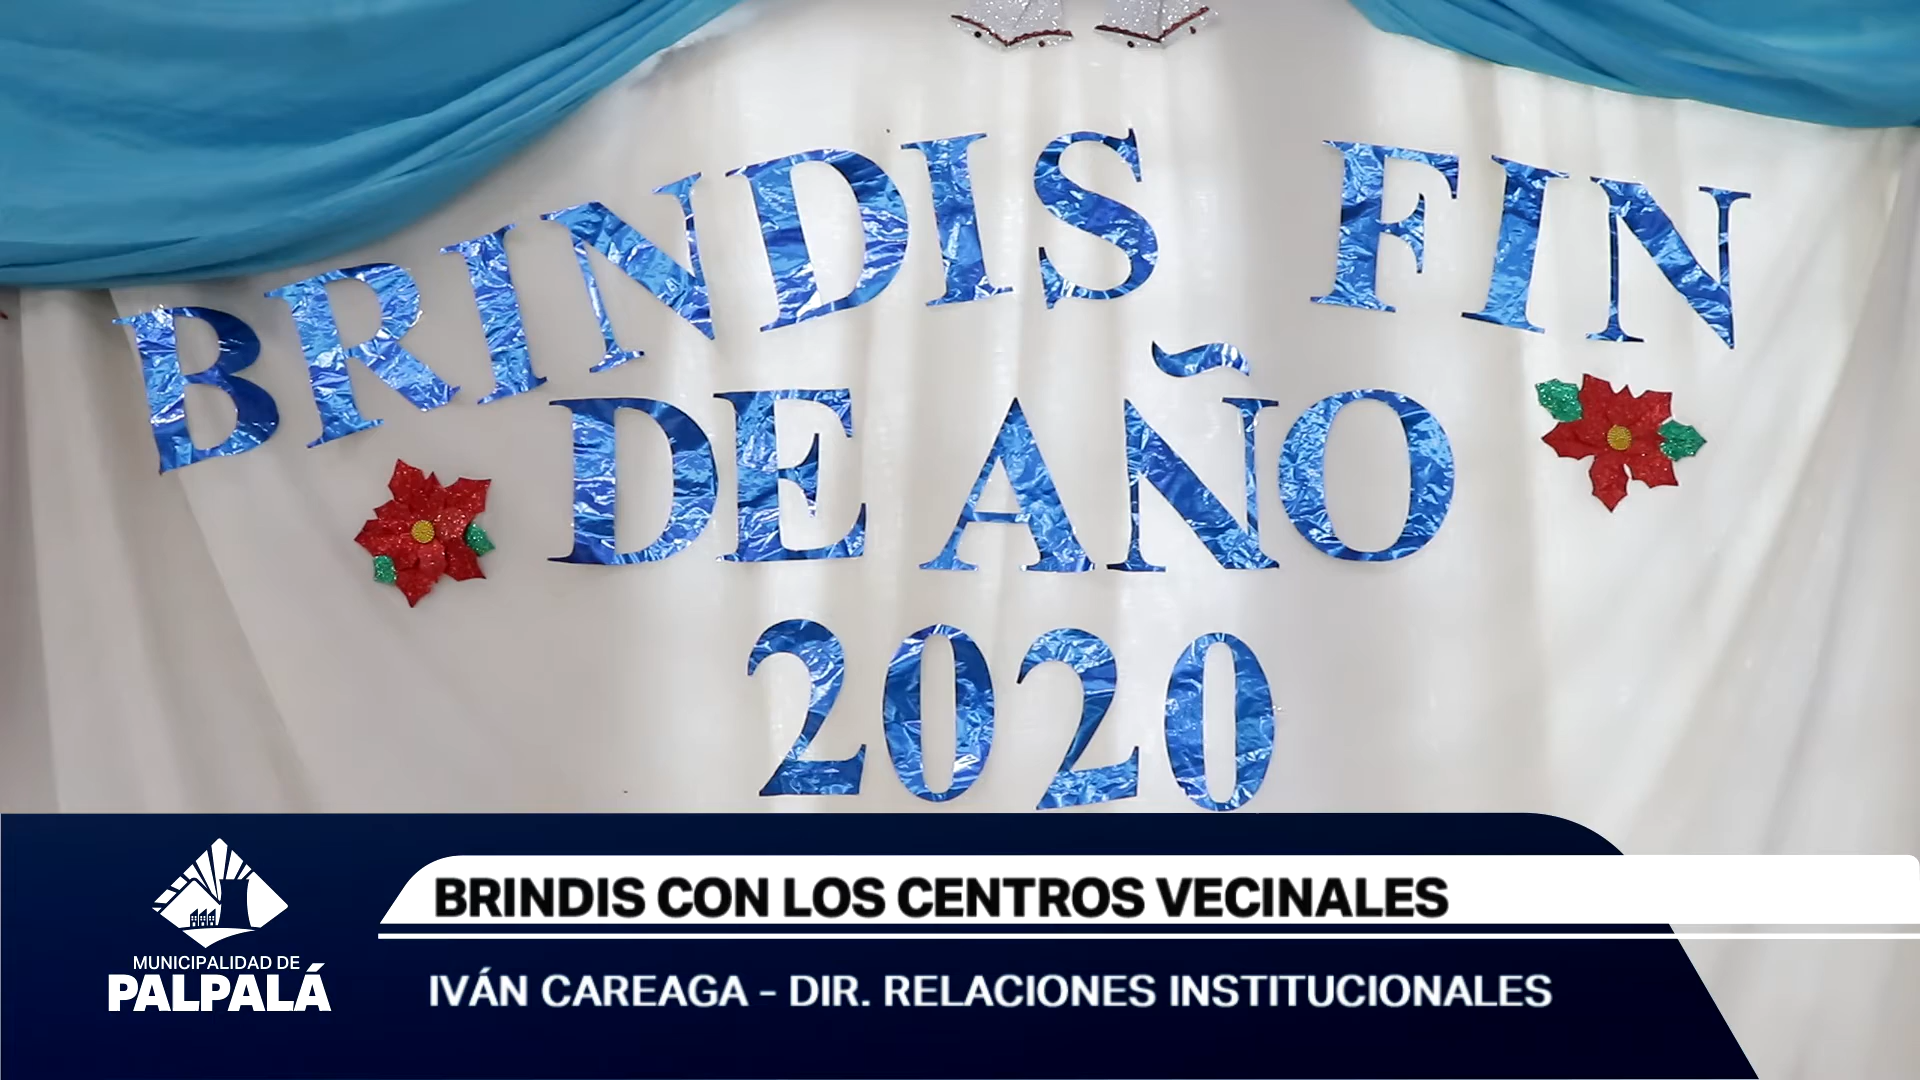 BRINDIS FIN
DE AÑO
2020
BRINDIS CON LOS CENTROS VECINALES
MUNICIPALIDAD DE
PALPALÁ
IVÁN CAREAGA - DIR. RELACIONES INSTITUCIONALES